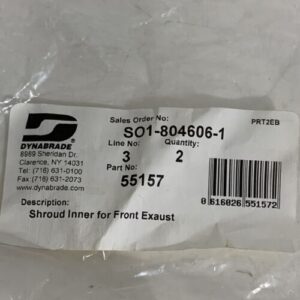 DYNABRADE
8989 Sheridan Dr.
Clarence, NY 14031
Tel (716) 631-0100
Fax (716) 631-2073
www.dynabrade.com
Sales Order No:
SO1-804606-1
PRT2EB
Line No:
3
Quantity:
2
Part No:
55157
0 616026 551572
Description:
Shroud Inner for Front Exaust